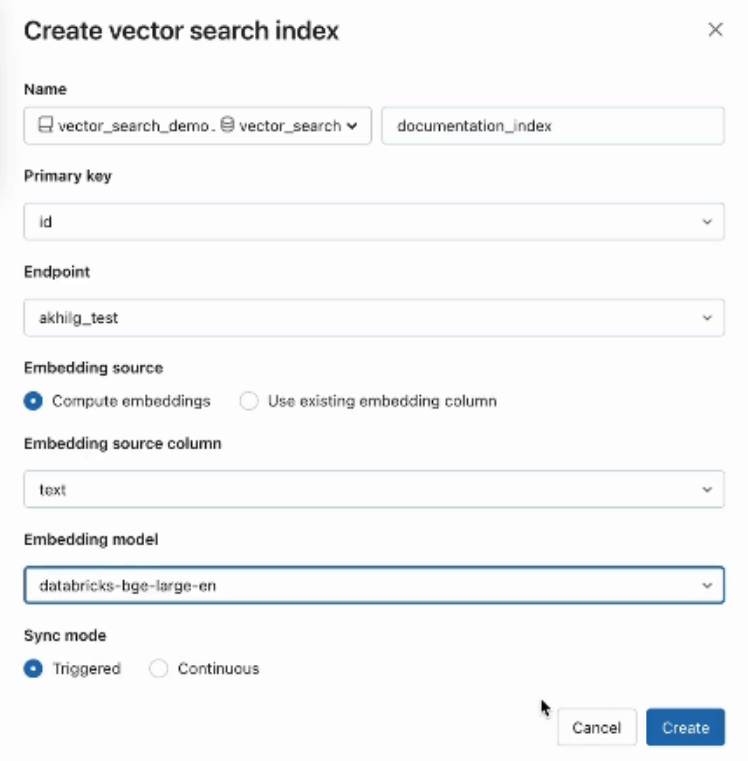 Create vector search index
Name
vector_search_demo. vector_search documentation_index
Primary key
id
Endpoint
akhilg_test
Embedding source
Compute embeddings Use existing embedding column
Embedding source column
text
Embedding model
databricks-bge-large-en
Sync mode
Triggered Continuous
Cancel Create